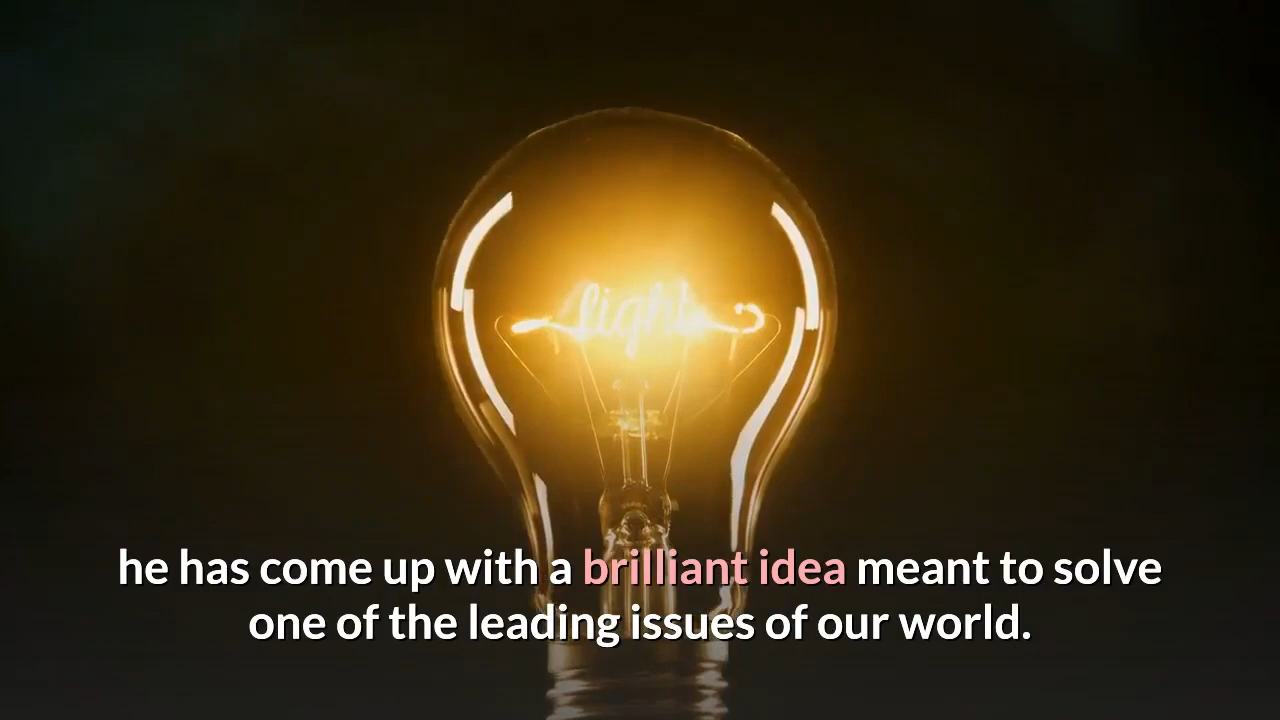 light
he has come up with a brilliant idea meant to solve
one of the leading issues of our world.